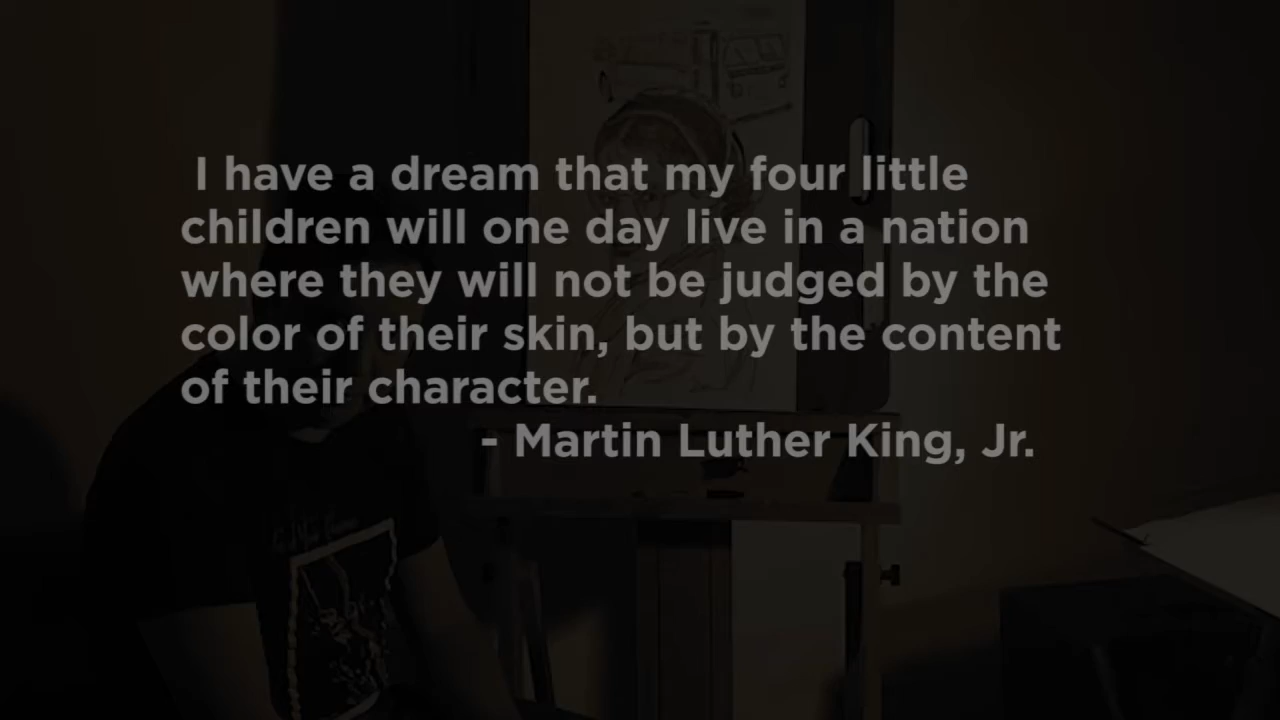 I have a dream that my four little
children will one day live in a nation
where they will not be judged by the
color of their skin, but by the content
of their character.
- Martin Luther King, Jr.